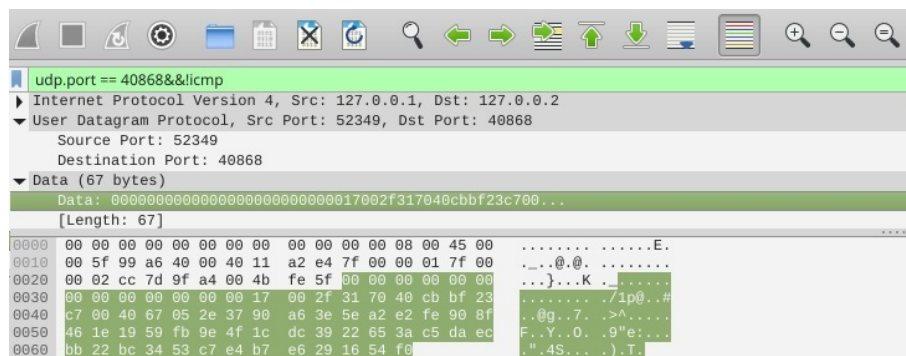 udp.port == 40868&&!icmp
Internet Protocol Version 4, Src: 127.0.0.1, Dst: 127.0.0.2
User Datagram Protocol, Src Port: 52349, Dst Port: 40868
Source Port: 52349
Destination Port: 40868
Data (67 bytes)
Data: 000000000000000000000000000017002f317040cbbf23c700...
[Length: 67]
0000 00 00 00 00 00 00 00 00 00 00 00 00 08 00 45 00 ........ ......E.
0010 00 5f 99 a6 40 00 40 11 a2 e4 7f 00 00 01 7f 00 ._..@.@. ........
0020 00 02 cc 7d 9f a4 00 4b fe 5f 00 00 00 00 00 00 ...}...K ._......
0030 00 00 00 00 00 00 00 17 00 2f 31 70 40 cb bf 23 ........ ./1p@..#
0040 c7 00 40 67 05 2e 37 90 a6 3e 5e a2 e2 fe 90 8f ..@g..7. .>^.....
0050 46 1e 19 59 fb 9e 4f 1c dc 39 22 65 3a c5 da ec F..Y..O. .9"e:...
0060 bb 22 bc 34 53 c7 e4 b7 e6 29 16 54 f0 .".4S... .).T.